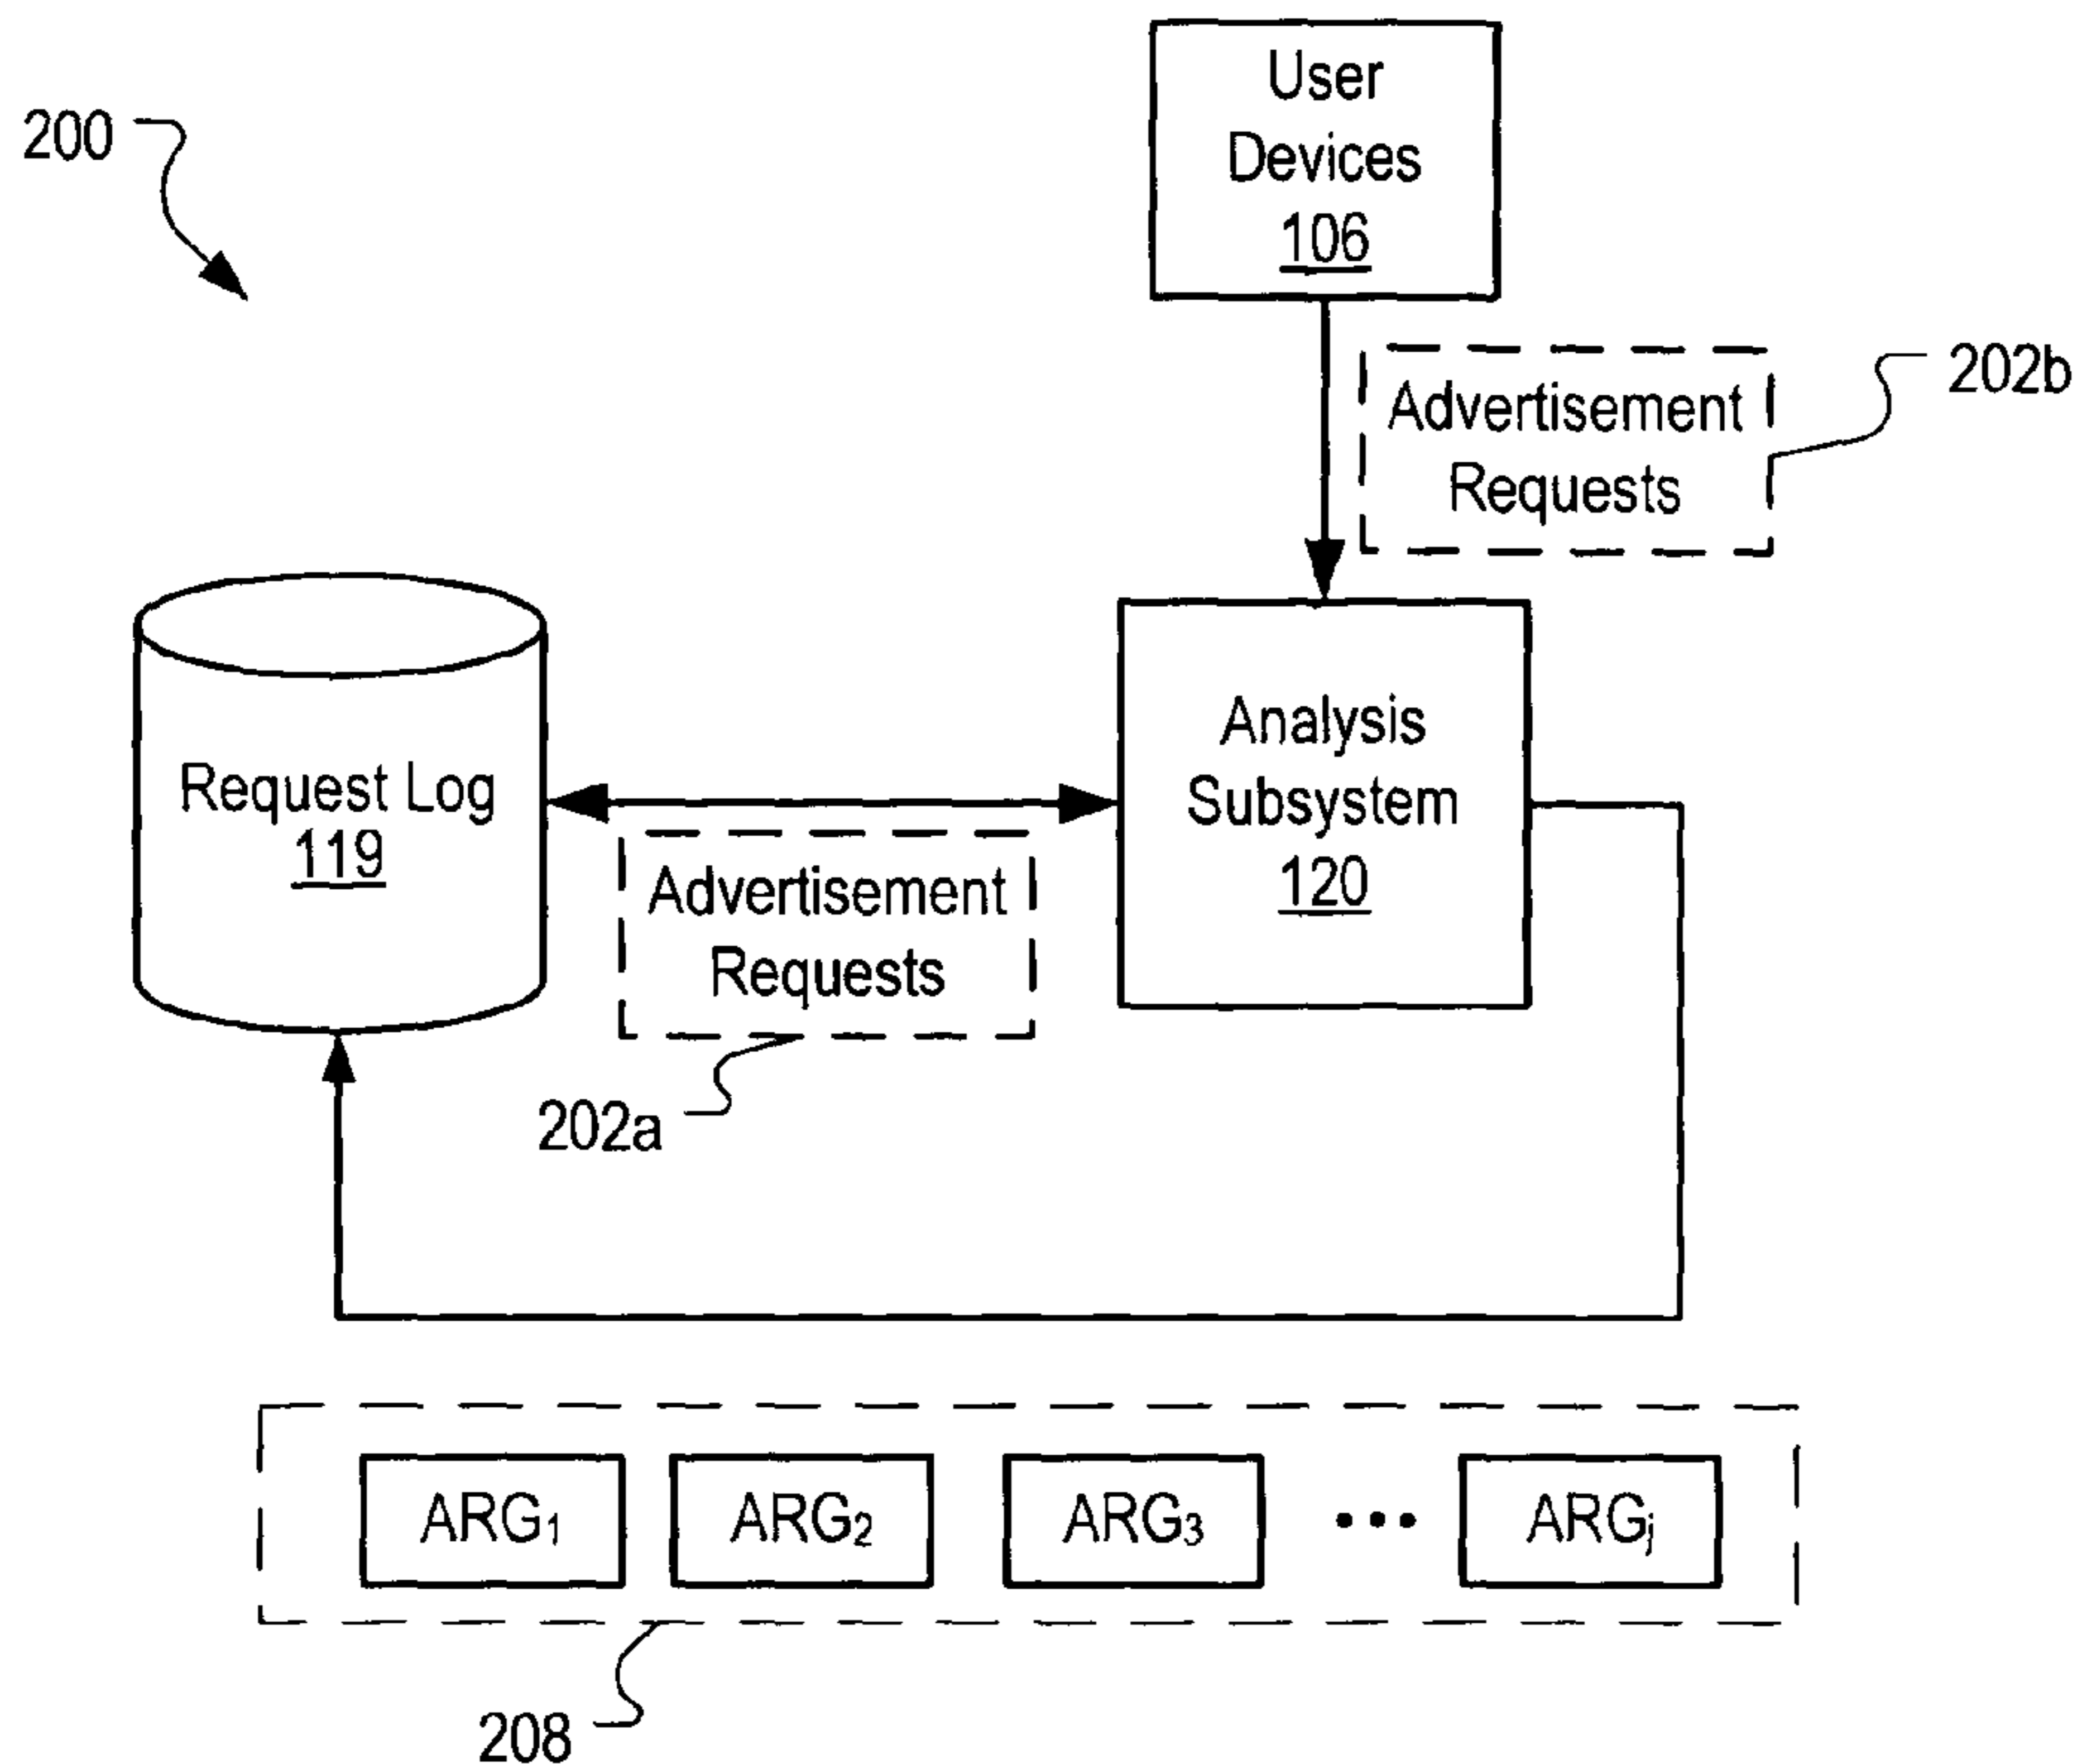 200
User
Devices
106
202b
Advertisement
Requests
Request Log
119
Analysis
Subsystem
120
Advertisement
Requests
202a
ARG₁ ARG₂ ARG₃ ••• ARGⱼ
208